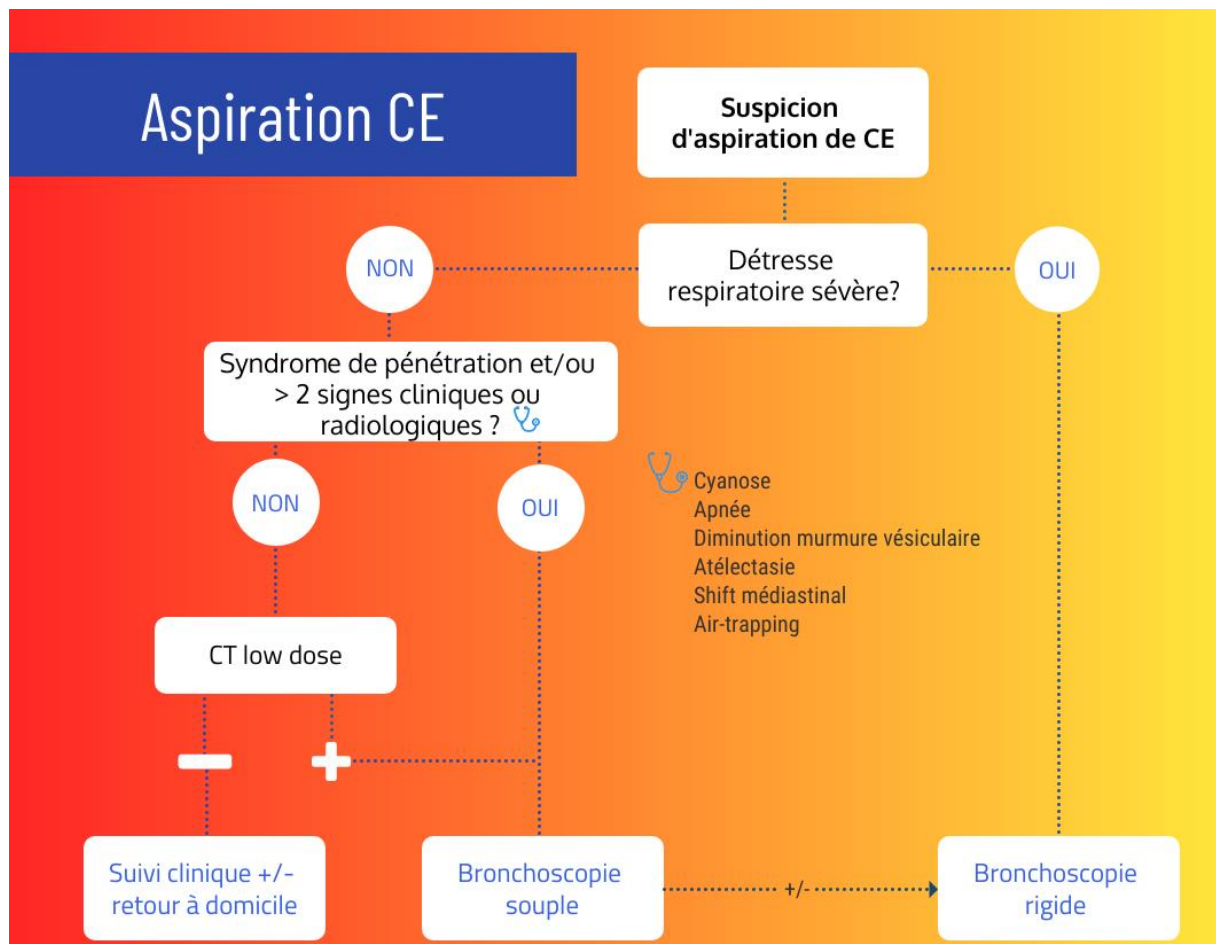 Aspiration CE
Suspicion
d'aspiration de CE
Détresse
respiratoire sévère?
NON
OUI
Syndrome de pénétration et/ou
> 2 signes cliniques ou
radiologiques ?
NON
OUI
Cyanose
Apnée
Diminution murmure vésiculaire
Atélectasie
Shift médiastinal
Air-trapping
CT low dose
Suivi clinique +/-
retour à domicile
Bronchoscopie
souple
+/-
Bronchoscopie
rigide